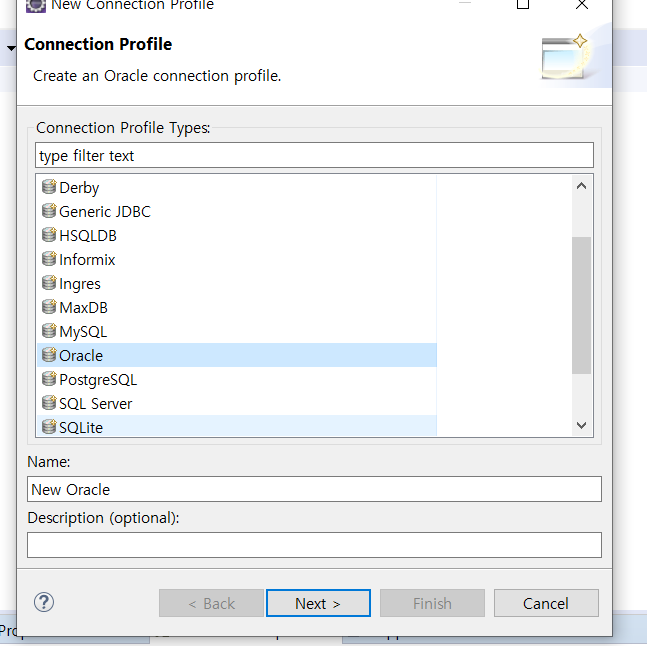 New Connection Profile
Connection Profile
Create an Oracle connection profile.
Connection Profile Types:
type filter text
Derby
Generic JDBC
HSQLDB
Informix
Ingres
MaxDB
MySQL
Oracle
PostgreSQL
SQL Server
SQLite
Name:
New Oracle
Description (optional):
< Back
Next >
Finish
Cancel